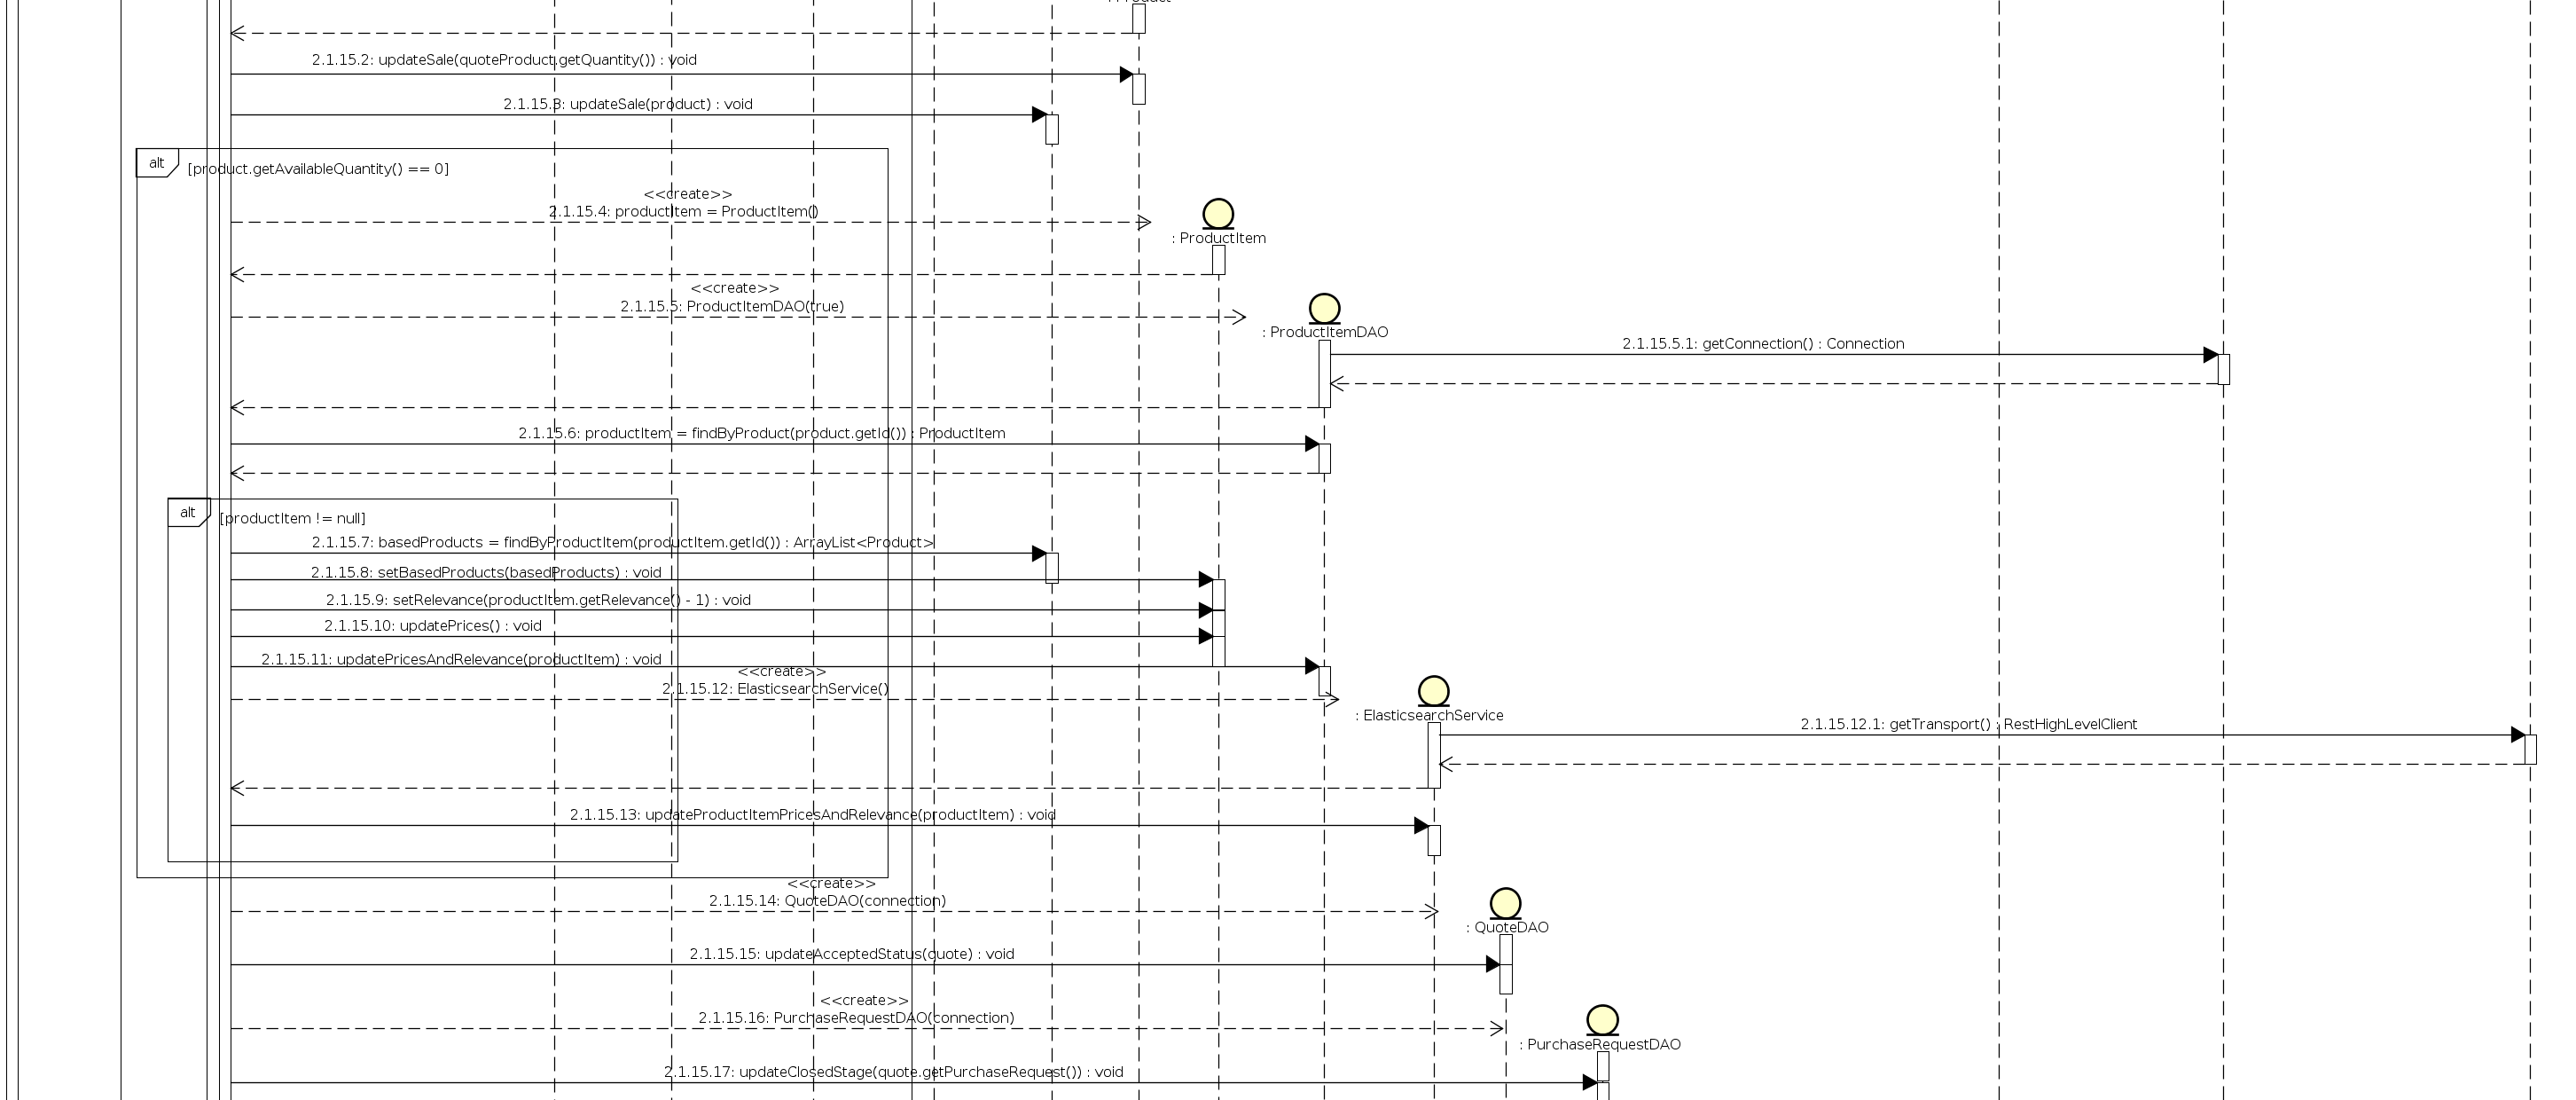 : Product
2.1.15.2: updateSale(quoteProduct.getQuantity()) : void
2.1.15.3: updateSale(product) : void
alt
[product.getAvailableQuantity() == 0]
<<create>>
2.1.15.4: productItem = ProductItem()
: ProductItem
<<create>>
2.1.15.5: ProductItemDAO(true)
: ProductItemDAO
2.1.15.5.1: getConnection() : Connection
2.1.15.6: productItem = findByProduct(product.getId()) : ProductItem
alt
[productItem != null]
2.1.15.7: basedProducts = findByProductItem(productItem.getId()) : ArrayList<Product>
2.1.15.8: setBasedProducts(basedProducts) : void
2.1.15.9: setRelevance(productItem.getRelevance() - 1) : void
2.1.15.10: updatePrices() : void
2.1.15.11: updatePricesAndRelevance(productItem) : void
<<create>>
2.1.15.12: ElasticsearchService()
: ElasticsearchService
2.1.15.12.1: getTransport() : RestHighLevelClient
2.1.15.13: updateProductItemPricesAndRelevance(productItem) : void
<<create>>
2.1.15.14: QuoteDAO(connection)
: QuoteDAO
2.1.15.15: updateAcceptedStatus(quote) : void
<<create>>
2.1.15.16: PurchaseRequestDAO(connection)
: PurchaseRequestDAO
2.1.15.17: updateClosedStage(quote.getPurchaseRequest()) : void